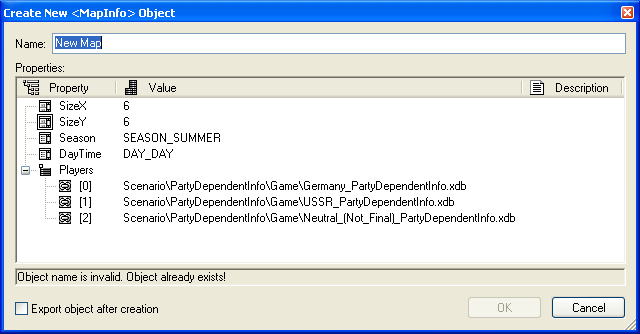 Create New <MapInfo> Object
Name: New Map
Properties:
Property Value Description
SizeX 6
SizeY 6
Season SEASON_SUMMER
DayTime DAY_DAY
Players
[0] Scenario\PartyDependentInfo\Game\Germany_PartyDependentInfo.xdb
[1] Scenario\PartyDependentInfo\Game\USSR_PartyDependentInfo.xdb
[2] Scenario\PartyDependentInfo\Game\Neutral_(Not_Final)_PartyDependentInfo.xdb
Object name is invalid. Object already exists!
Export object after creation OK Cancel